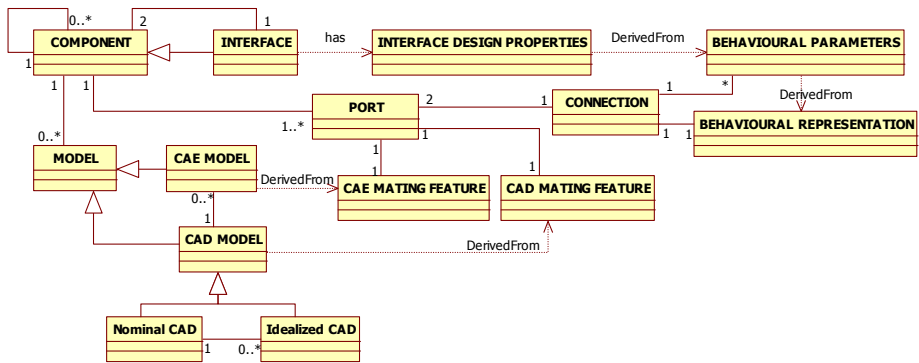 0..*
2
1
COMPONENT
INTERFACE
has
INTERFACE DESIGN PROPERTIES
DerivedFrom
BEHAVIOURAL PARAMETERS
1
1
1
1
*
DerivedFrom
PORT
2
1
CONNECTION
1..*
1
1
1
BEHAVIOURAL REPRESENTATION
0..*
1
MODEL
CAE MODEL
DerivedFrom
1
1
CAE MATING FEATURE
CAD MATING FEATURE
0..*
1
CAD MODEL
DerivedFrom
Nominal CAD
1
0..*
Idealized CAD